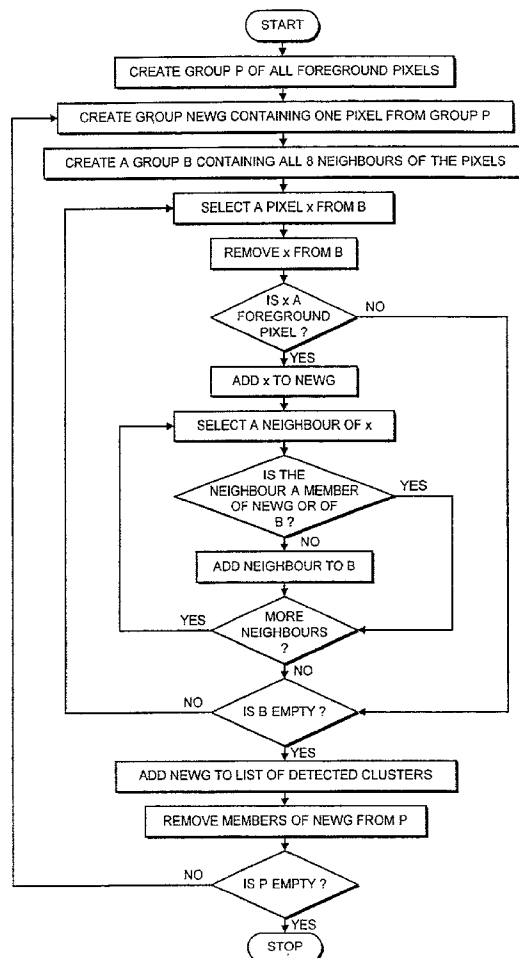 START
CREATE GROUP P OF ALL FOREGROUND PIXELS
CREATE GROUP NEWG CONTAINING ONE PIXEL FROM GROUP P
CREATE A GROUP B CONTAINING ALL 8 NEIGHBOURS OF THE PIXELS
SELECT A PIXEL x FROM B
REMOVE x FROM B
IS x A
FOREGROUND
PIXEL ?
NO
YES
ADD x TO NEWG
SELECT A NEIGHBOUR OF x
IS THE
NEIGHBOUR A MEMBER
OF NEWG OR OF
B ?
YES
NO
ADD NEIGHBOUR TO B
YES
MORE
NEIGHBOURS
?
NO
NO
IS B EMPTY ?
YES
ADD NEWG TO LIST OF DETECTED CLUSTERS
REMOVE MEMBERS OF NEWG FROM P
NO
IS P EMPTY ?
YES
STOP